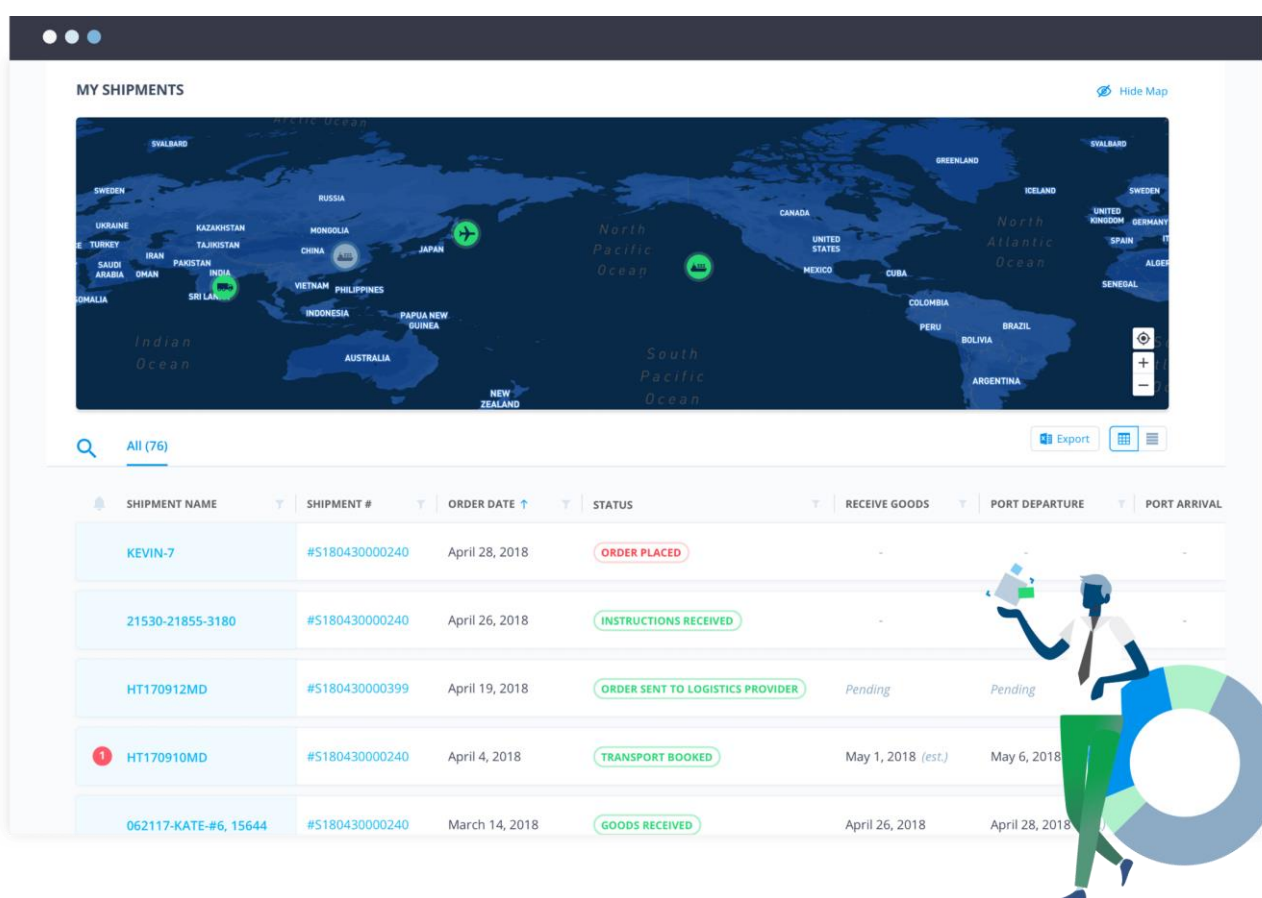 MY SHIPMENTS
Hide Map
Arctic Ocean
SVALBARD
SVALBARD
GREENLAND
SWEDEN
ICELAND
SWEDEN
RUSSIA
CANADA
UNITED
KINGDOM
GERMANY
UKRAINE
KAZAKHSTAN
MONGOLIA
North
Pacific
Ocean
North
Atlantic
Ocean
TURKEY
TAJIKISTAN
CHINA
JAPAN
UNITED
STATES
SPAIN
IRAN
PAKISTAN
SAUDI
ARABIA
OMAN
INDIA
MEXICO
CUBA
SENEGAL
VIETNAM
PHILIPPINES
SRI LAN
INDONESIA
PAPUA NEW
GUINEA
COLOMBIA
PERU
BRAZIL
BOLIVIA
Indian
Ocean
AUSTRALIA
South
Pacific
Ocean
ARGENTINA
NEW
ZEALAND
+
−
All (76)
Export
SHIPMENT NAME SHIPMENT # ORDER DATE ↑ STATUS RECEIVE GOODS PORT DEPARTURE PORT ARRIVAL
KEVIN-7 #S180430000240 April 28, 2018 ORDER PLACED - - -
21530-21855-3180 #S180430000240 April 26, 2018 INSTRUCTIONS RECEIVED - -
HT170912MD #S180430000399 April 19, 2018 ORDER SENT TO LOGISTICS PROVIDER Pending Pending
1 HT170910MD #S180430000240 April 4, 2018 TRANSPORT BOOKED May 1, 2018 (est.) May 6, 2018
062117-KATE-#6, 15644 #S180430000240 March 14, 2018 GOODS RECEIVED April 26, 2018 April 28, 2018